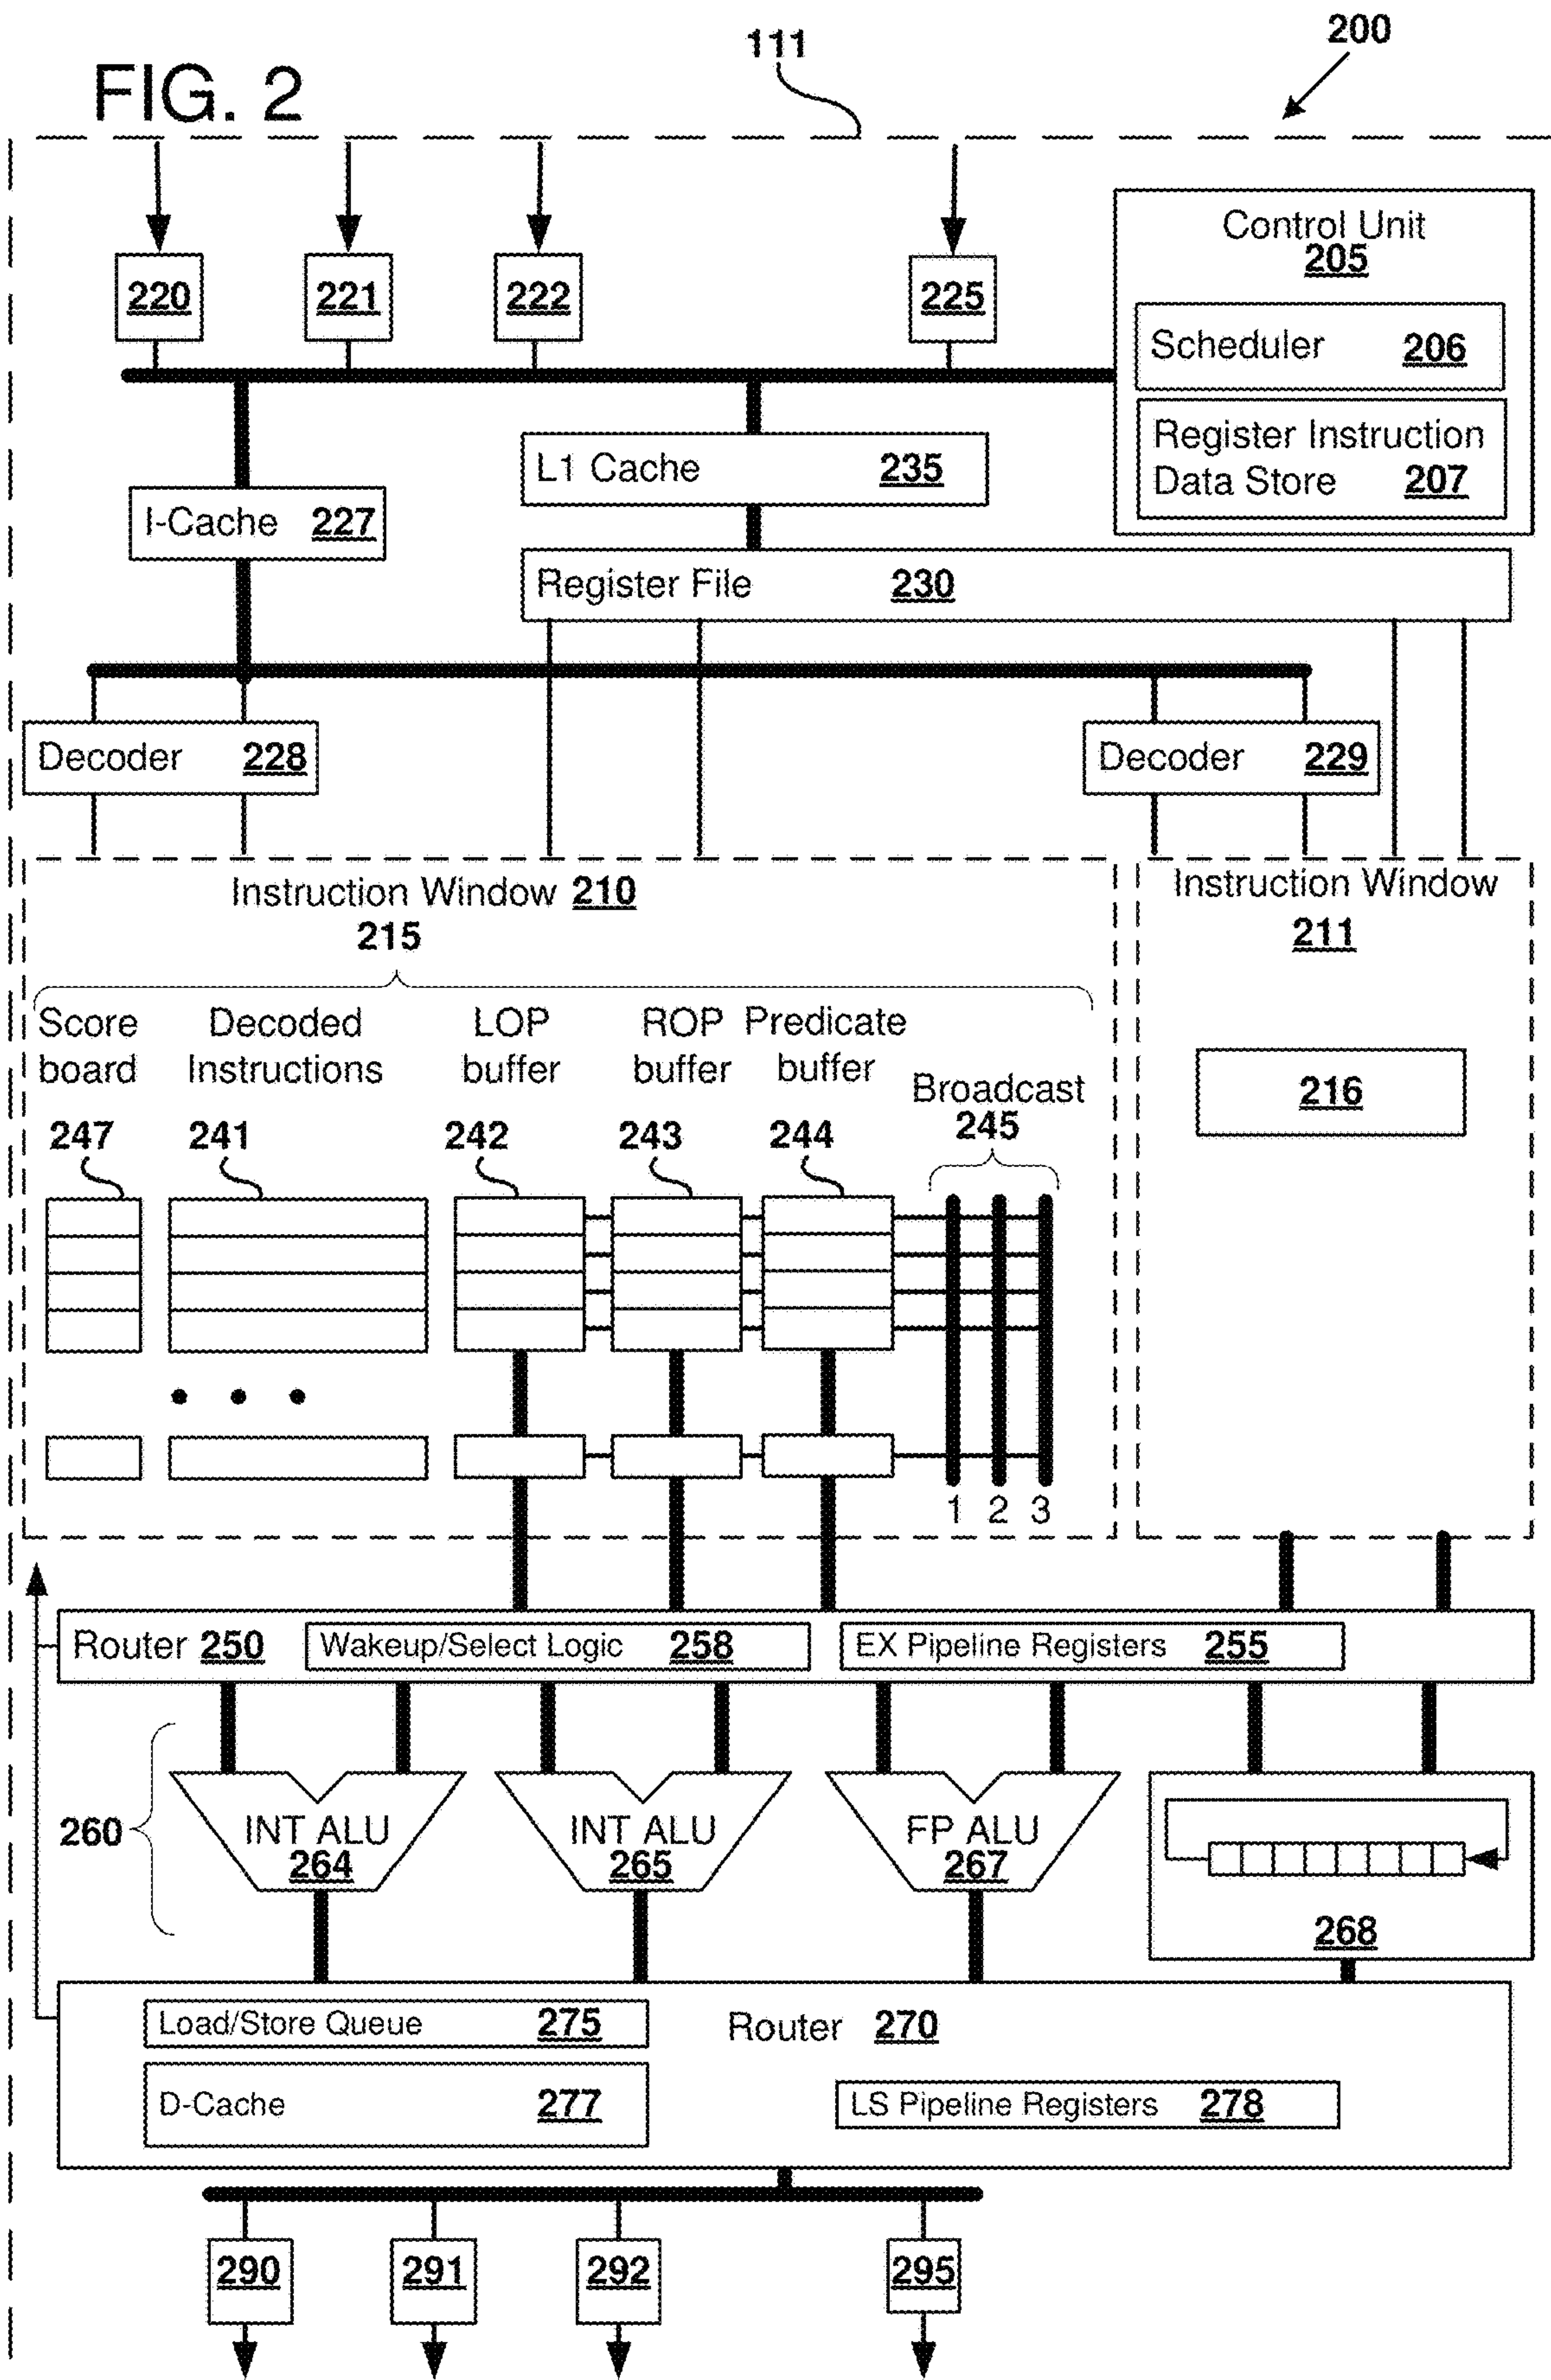 FIG. 2
111
200
220
221
222
225
Control Unit
205
Scheduler 206
Register Instruction
Data Store 207
L1 Cache 235
I-Cache 227
Register File 230
Decoder 228
Decoder 229
Instruction Window 210
215
Instruction Window
211
Score
board
Decoded
Instructions
LOP
buffer
ROP
buffer
Predicate
buffer
Broadcast
245
216
247
241
242
243
244
1 2 3
Router 250
Wakeup/Select Logic 258
EX Pipeline Registers 255
260
INT ALU
264
INT ALU
265
FP ALU
267
268
Load/Store Queue 275
Router 270
D-Cache 277
LS Pipeline Registers 278
290
291
292
295